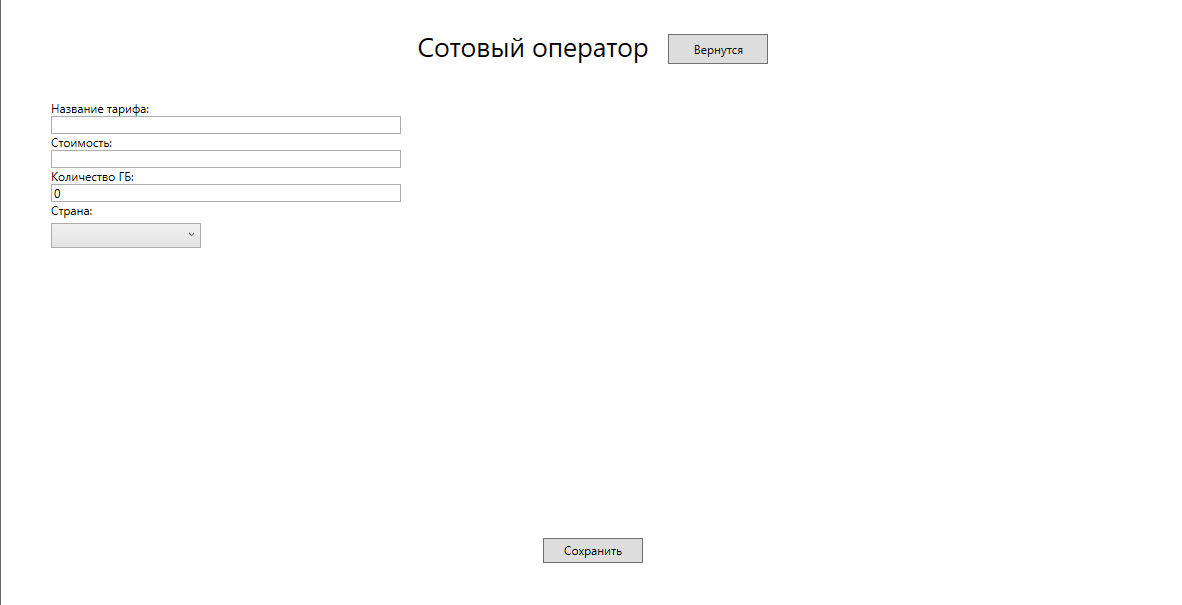 Сотовый оператор
Вернутся
Название тарифа:
Стоимость:
Количество ГБ:
0
Страна:
Сохранить